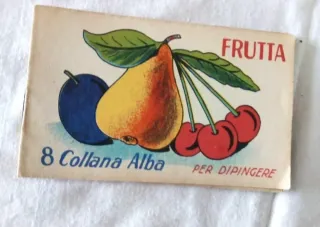 FRUTTA
8 Collana Alba
PER DIPINGERE